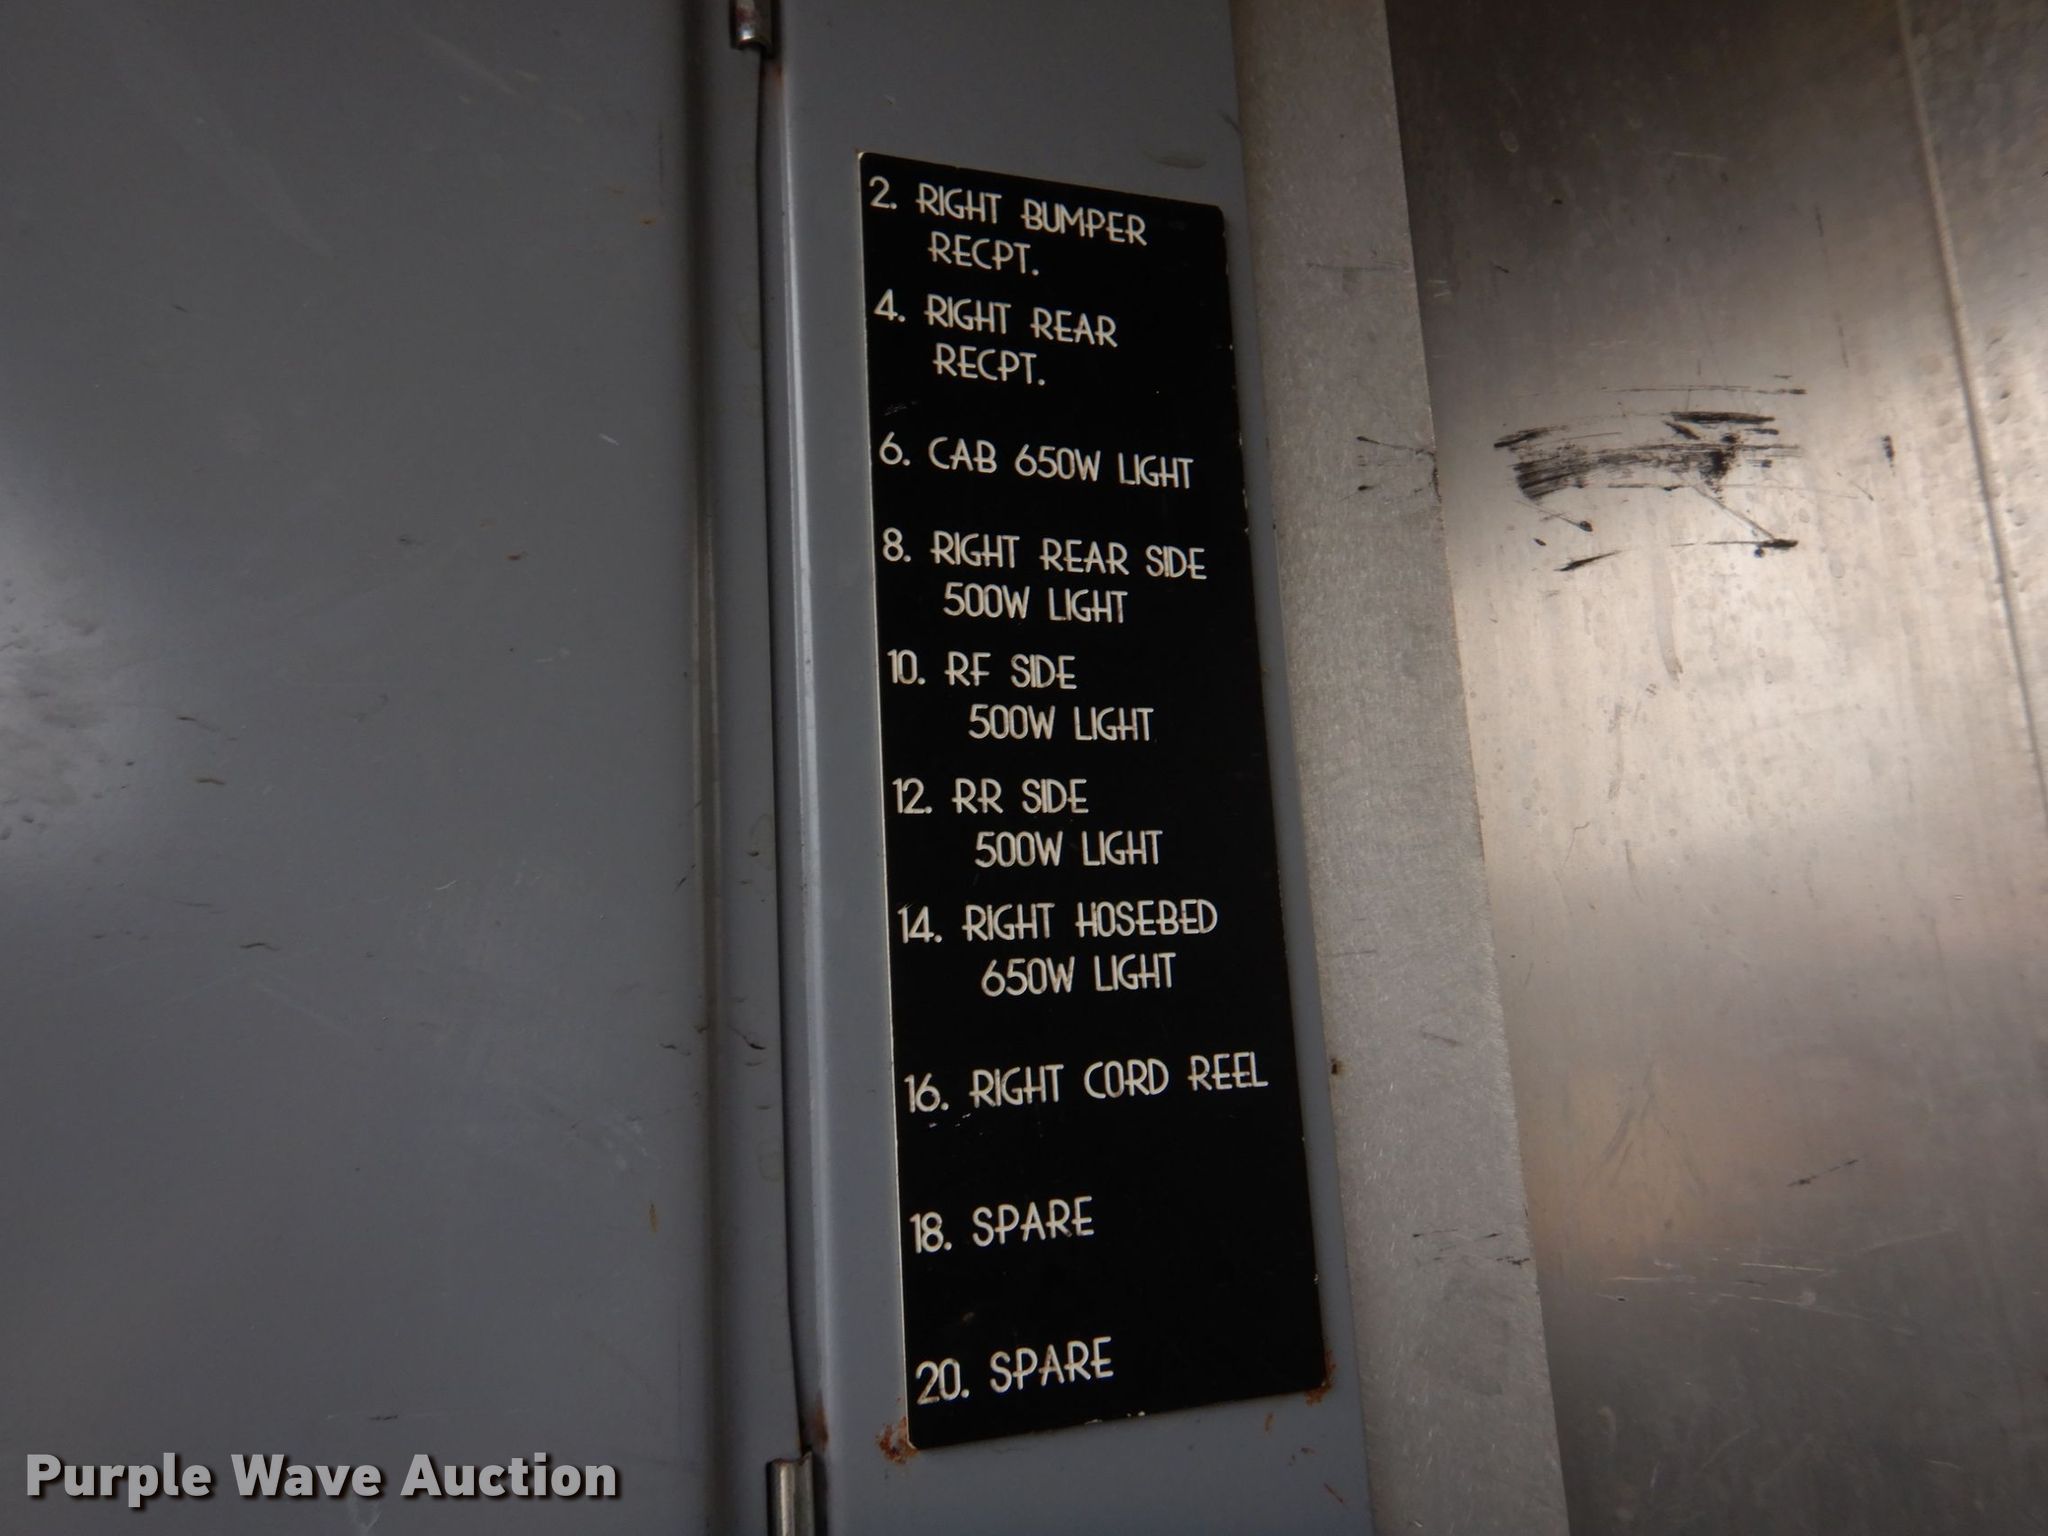 2. RIGHT BUMPER
RECPT.
4. RIGHT REAR
RECPT.
6. CAB 650W LIGHT
8. RIGHT REAR SIDE
500W LIGHT
10. RF SIDE
500W LIGHT
12. RR SIDE
500W LIGHT
14. RIGHT HOSEBED
650W LIGHT
16. RIGHT CORD REEL
18. SPARE
20. SPARE
Purple Wave Auction